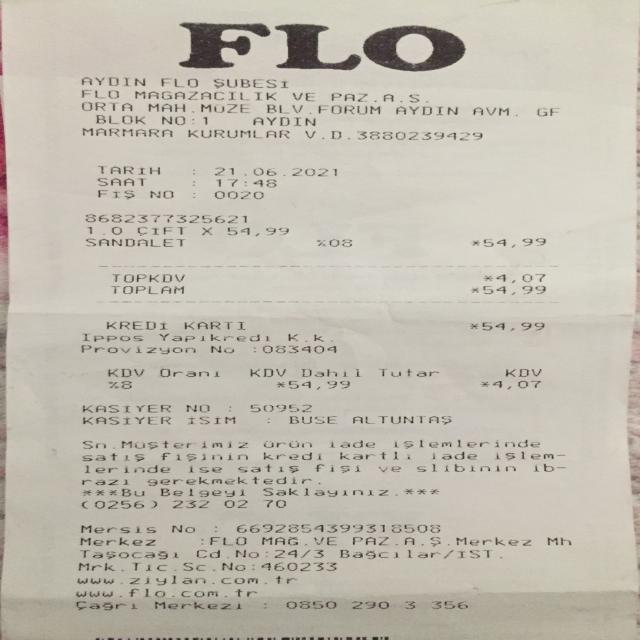 FLO
AYDIN FLO ŞUBESİ
FLO MAGAZACILIK VE PAZ.A.S.
ORTA MAH.MÜZE BLV.FORUM AYDIN AVM. GF
BLOK NO:1 AYDIN
MARMARA KURUMLAR V.D.3880239429
TARIH : 21.06.2021
SAAT : 17:48
FIŞ NO : 0020
8682377325621
1.0 ÇIFT X 54,99
SANDALET %08 *54,99
TOPKDV *4,07
TOPLAM *54,99
KREDİ KARTI *54,99
Ippos Yapıkredi K.k.
Provizyon No :083404
KDV Oranı KDV Dahil Tutar KDV
%8 *54,99 *4,07
KASIYER NO : 50952
KASIYER ISIM : BUSE ALTUNTAŞ
Sn.Müşterimiz ürün iade işlemlerinde
satış fişinin kredi kartlı iade işlem-
lerinde ise satış fişi ve slibinin ib-
razı gerekmektedir.
***Bu Belgeyi Saklayınız.***
(0256) 232 02 70
Mersis No : 6692854399318508
Merkez :FLO MAG.VE PAZ.A.Ş.Merkez Mh
Taşocağı Cd.No:24/3 Bağcılar/IST.
Mrk.Tic.Sc.No:460233
www.ziylan.com.tr
www.flo.com.tr
Çağrı Merkezi : 0850 290 3 356